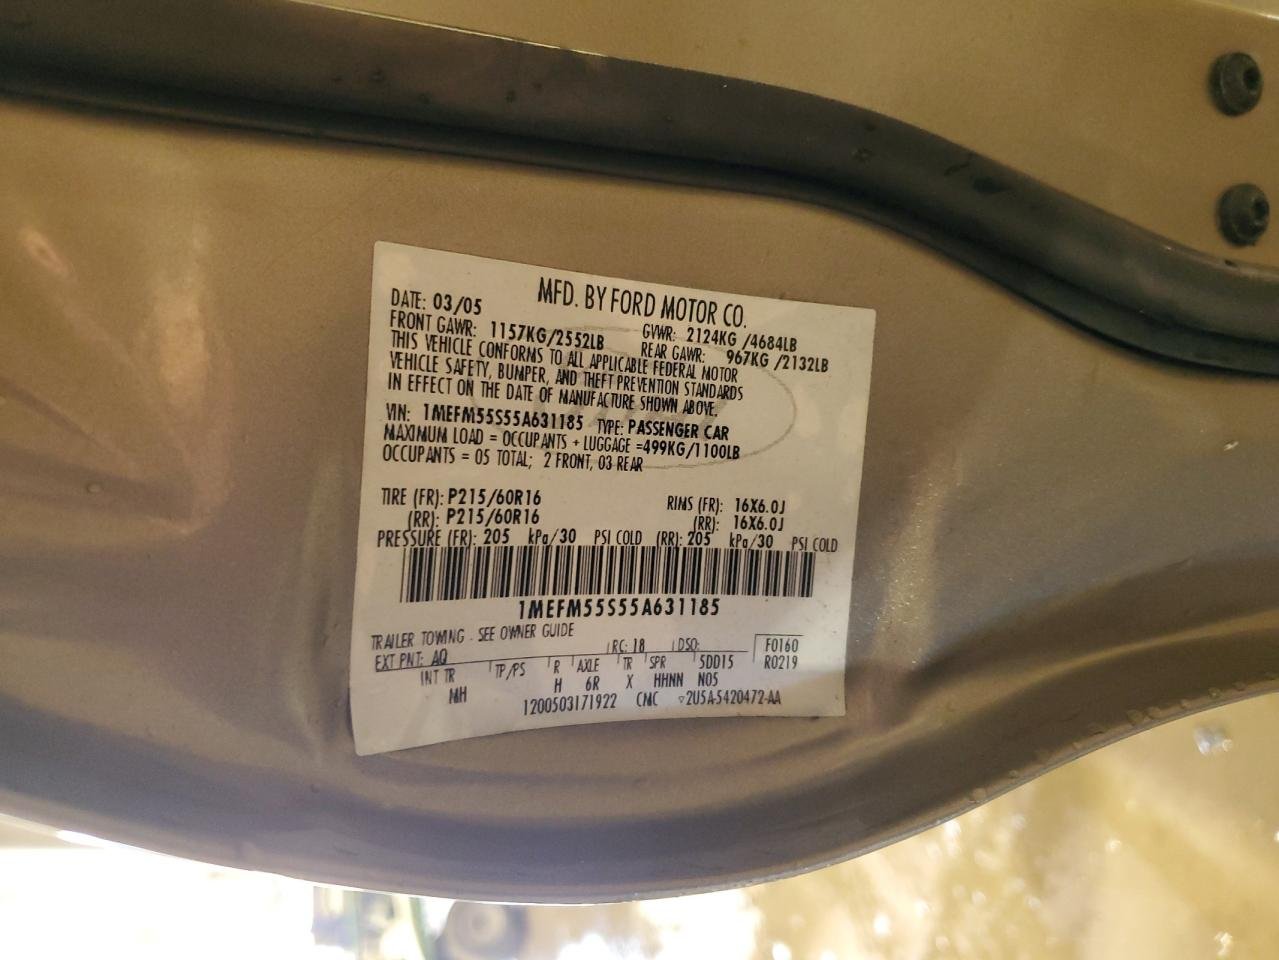 MFD. BY FORD MOTOR CO.
DATE: 03/05 GVWR: 2124KG /4684LB
FRONT GAWR: 1157KG/2552LB REAR GAWR: 967KG /2132LB
THIS VEHICLE CONFORMS TO ALL APPLICABLE FEDERAL MOTOR
VEHICLE SAFETY, BUMPER, AND THEFT PREVENTION STANDARDS
IN EFFECT ON THE DATE OF MANUFACTURE SHOWN ABOVE.
VIN: 1MEFM55S55A631185 TYPE: PASSENGER CAR
MAXIMUM LOAD = OCCUPANTS + LUGGAGE =499KG/1100LB
OCCUPANTS = 05 TOTAL; 2 FRONT, 03 REAR
TIRE (FR): P215/60R16 RIMS (FR): 16X6.0J
(RR): P215/60R16 (RR): 16X6.0J
PRESSURE (FR): 205 kPa/30 PSI COLD (RR): 205 kPa/30 PSI COLD
1MEFM55S55A631185
TRAILER TOWING - SEE OWNER GUIDE
EXT PNT: AQ RC: 18 DSO: F0160
INT TR TP/PS R AXLE TR SPR 5DD15 R0219
MH H 6R X HHNN N05
1200503171922 CMC ▽2U5A-5420472-AA